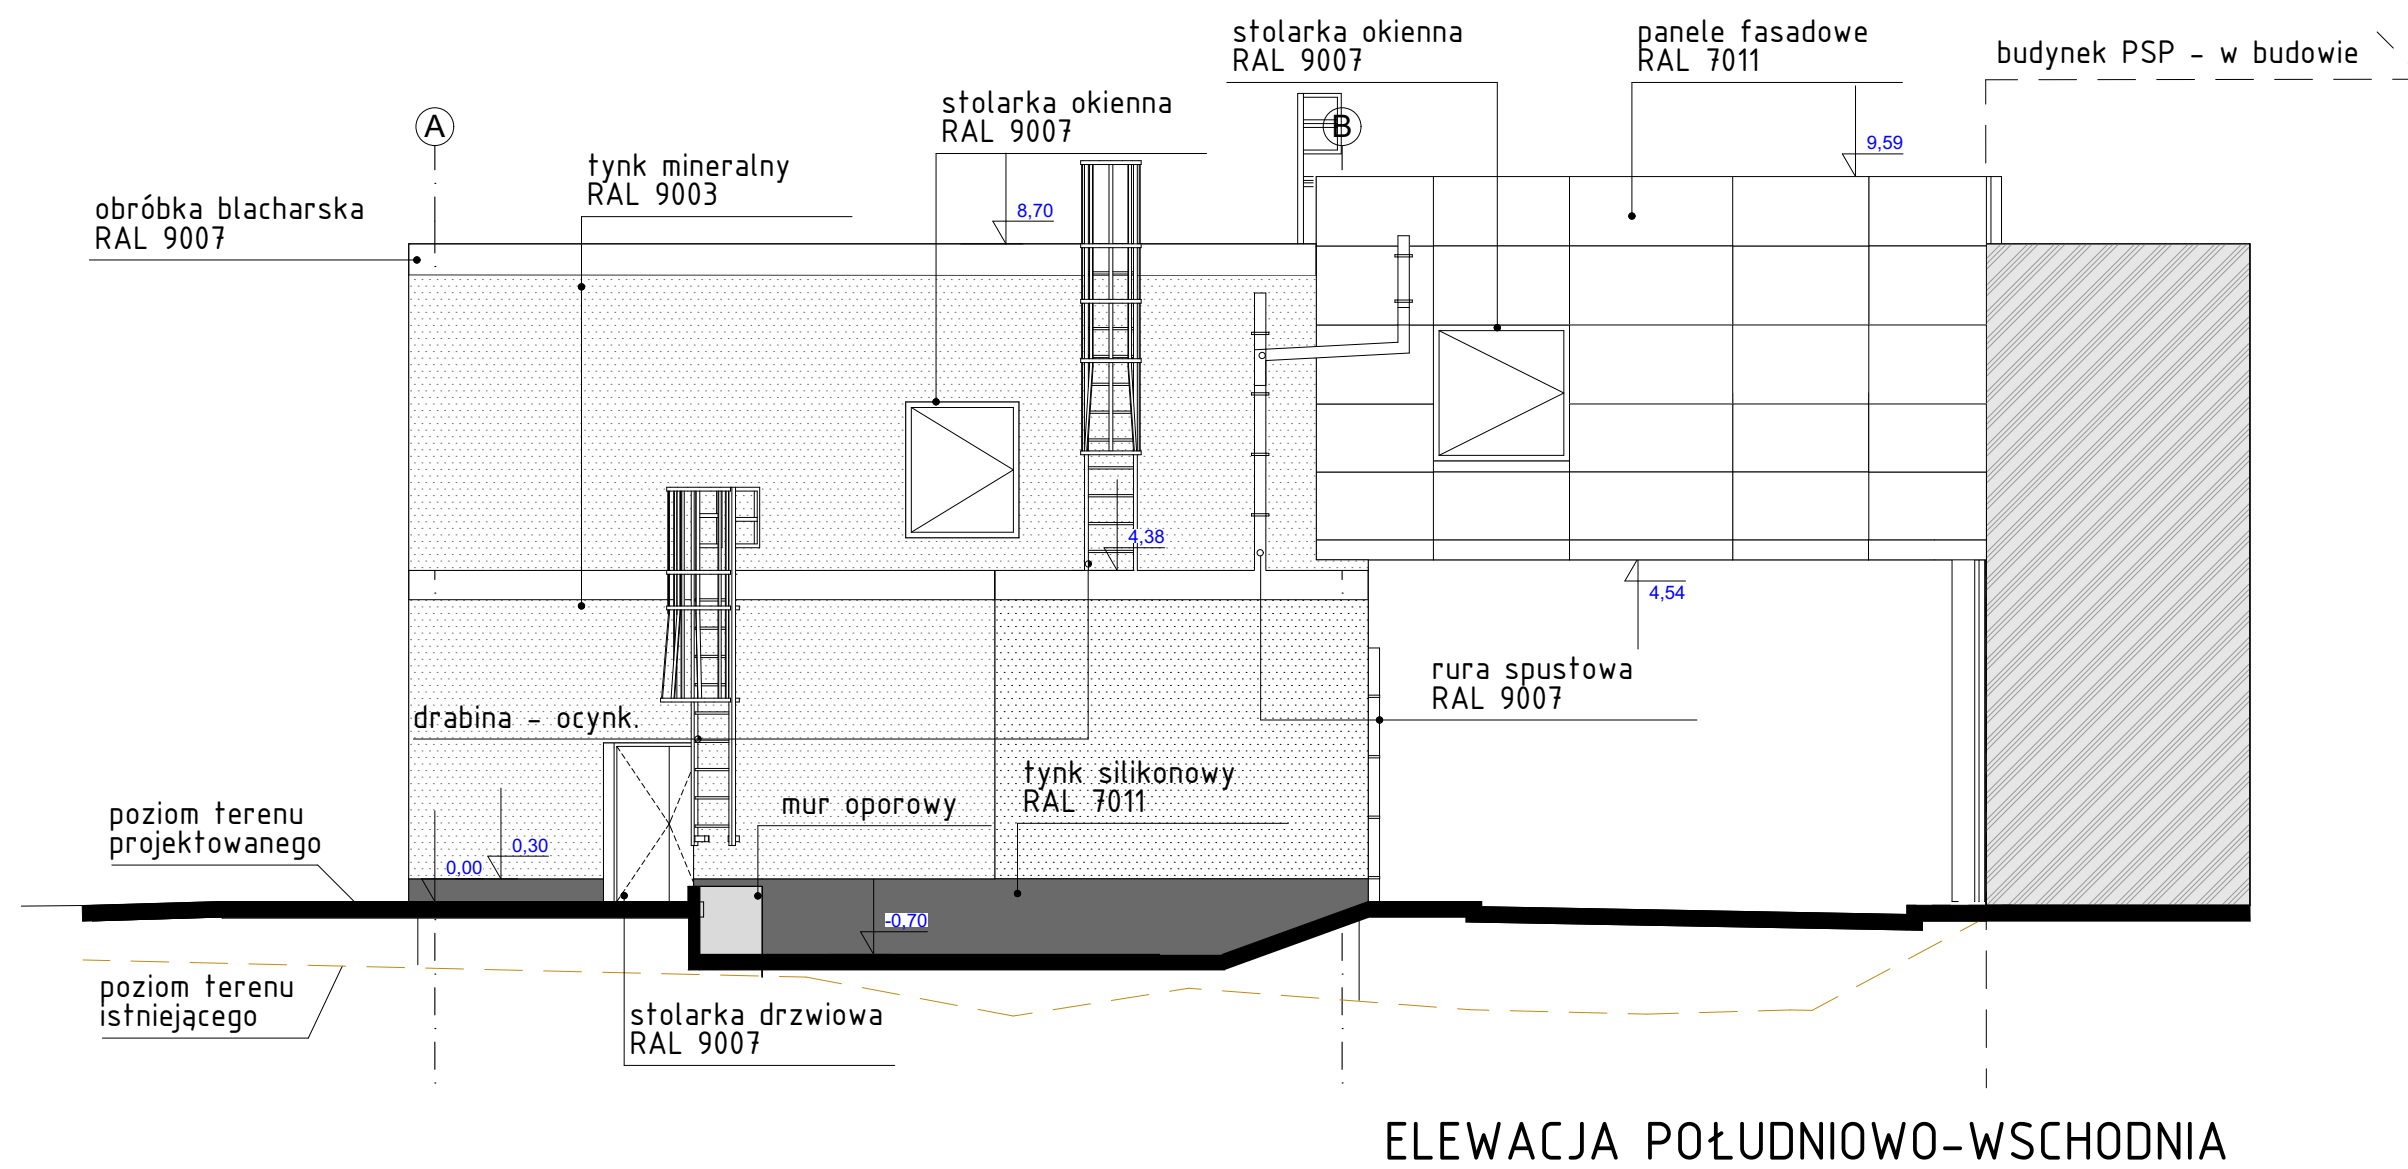 stolarka okienna
RAL 9007
panele fasadowe
RAL 7011
budynek PSP - w budowie
stolarka okienna
RAL 9007
A
B
9,59
tynk mineralny
RAL 9003
obróbka blacharska
RAL 9007
8,70
4,38
4,54
rura spustowa
RAL 9007
drabina - ocynk.
tynk silikonowy
RAL 7011
mur oporowy
poziom terenu
projektowanego
0,30
0,00
-0,70
poziom terenu
istniejącego
stolarka drzwiowa
RAL 9007
ELEWACJA POŁUDNIOWO-WSCHODNIA